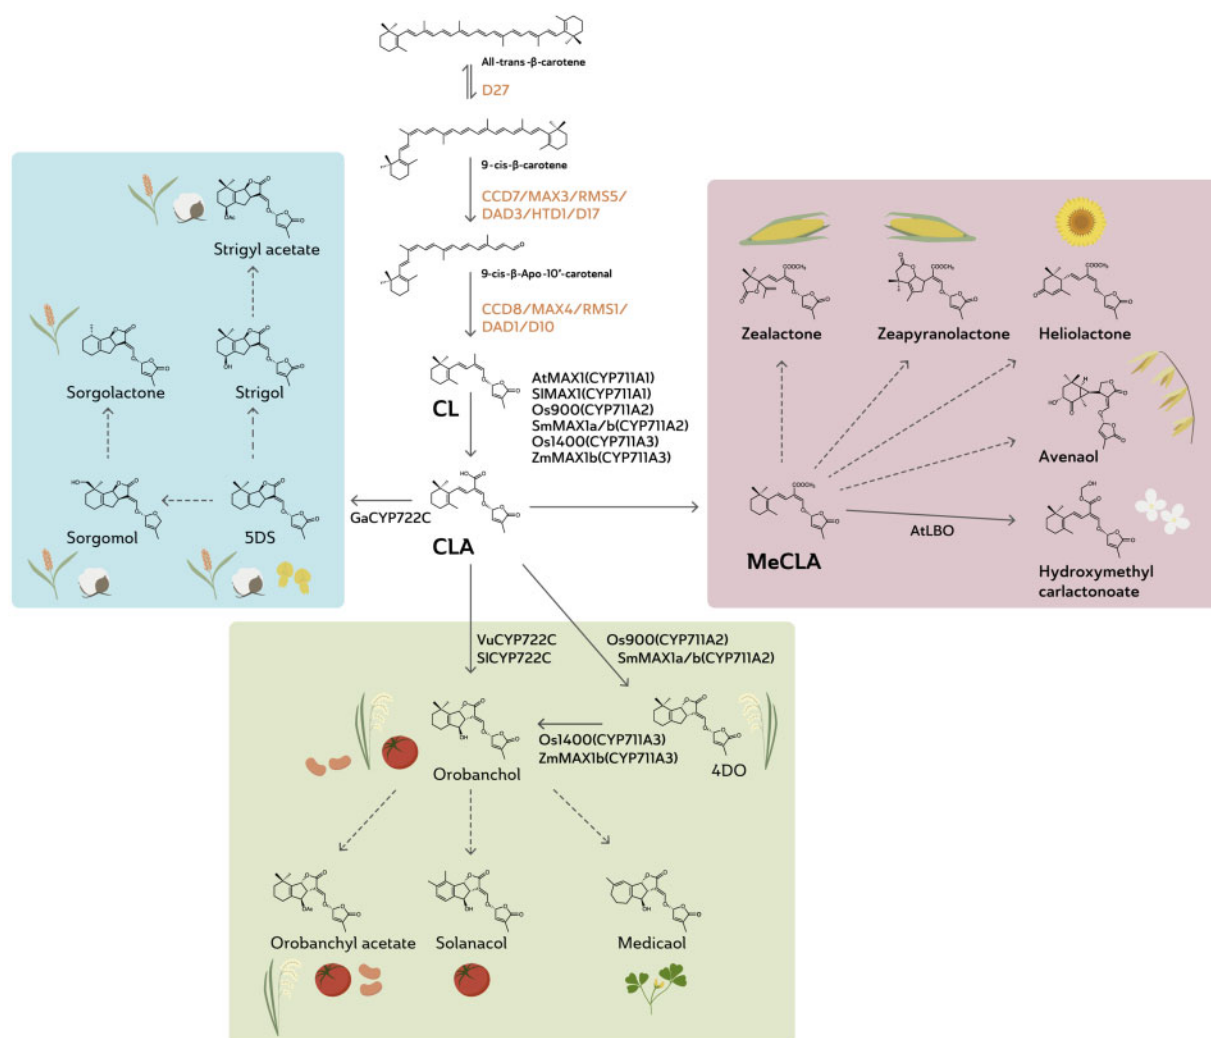 All-trans-β-carotene
D27
9-cis-β-carotene
CCD7/MAX3/RMS5/
DAD3/HTD1/D17
9-cis-β-Apo-10'-carotenal
CCD8/MAX4/RMS1/
DAD1/D10
CL
AtMAX1(CYP711A1)
SlMAX1(CYP711A1)
Os900(CYP711A2)
SmMAX1a/b(CYP711A2)
Os1400(CYP711A3)
ZmMAX1b(CYP711A3)
CLA
GaCYP722C
Strigyl acetate
Sorgolactone
Strigol
Sorgomol
5DS
Zealactone
Zeapyranolactone
Heliolactone
Avenaol
MeCLA
AtLBO
Hydroxymethyl
carlactonoate
VuCYP722C
SlCYP722C
Os900(CYP711A2)
SmMAX1a/b(CYP711A2)
Orobanchol
Os1400(CYP711A3)
ZmMAX1b(CYP711A3)
4DO
Orobanchyl acetate
Solanacol
Medicaol